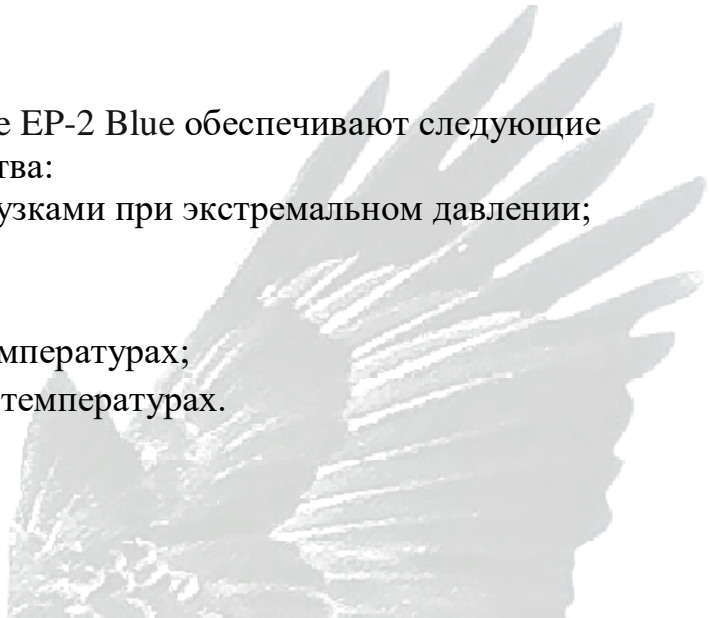 е EP-2 Blue обеспечивают следующие
тва:
узками при экстремальном давлении;
мпературах;
температурах.